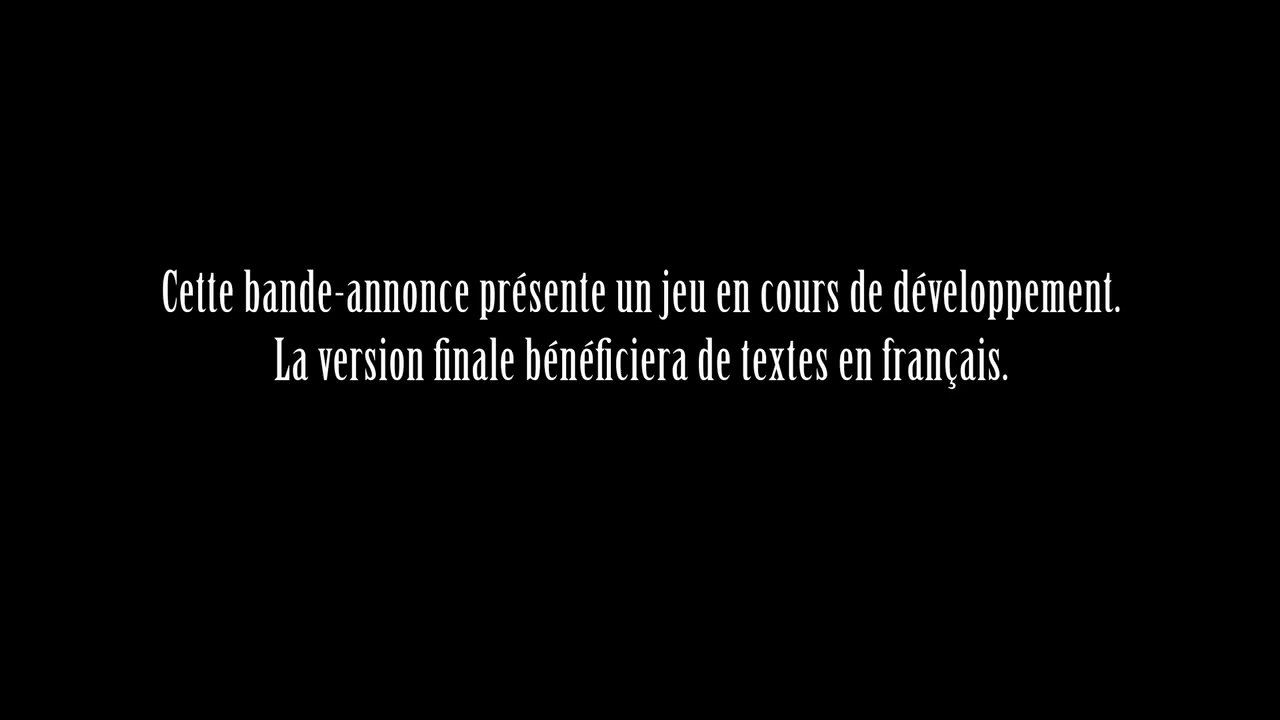 Cette bande-annonce présente un jeu en cours de développement.
La version finale bénéficiera de textes en français.